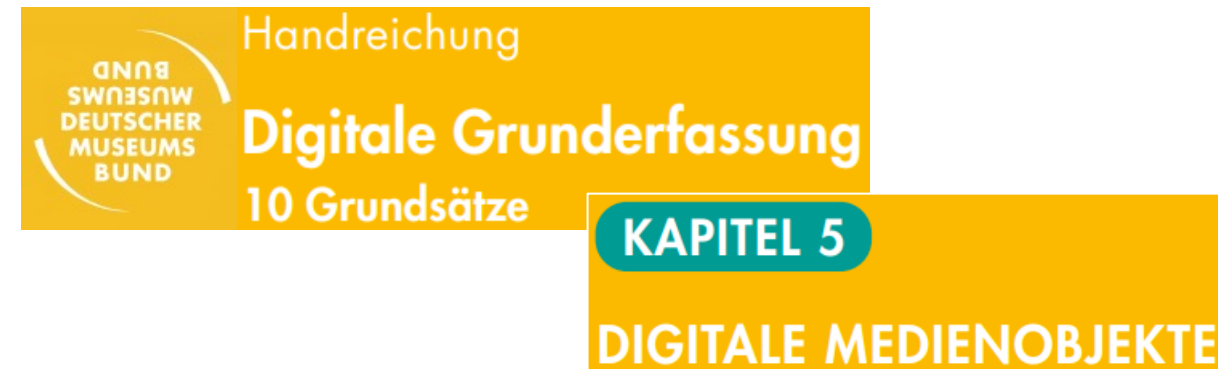 BUND
MUSEUMS
DEUTSCHER
MUSEUMS
BUND
Handreichung
Digitale Grunderfassung
10 Grundsätze
KAPITEL 5
DIGITALE MEDIENOBJEKTE